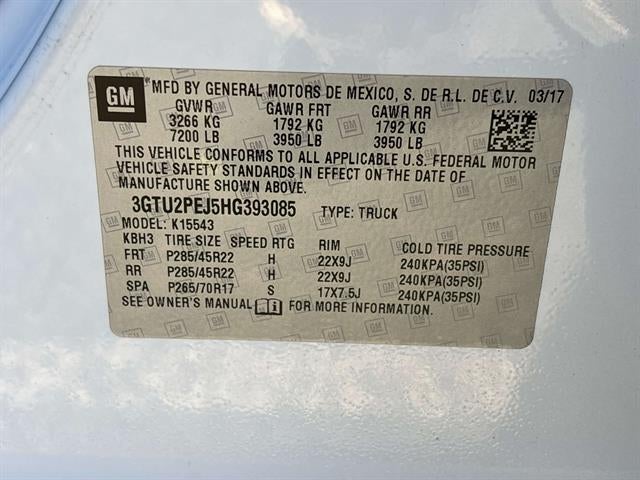 GM MFD BY GENERAL MOTORS DE MEXICO, S. DE R.L. DE C.V. 03/17
GVWR GAWR FRT GAWR RR
3266 KG 1792 KG 1792 KG
7200 LB 3950 LB 3950 LB
THIS VEHICLE CONFORMS TO ALL APPLICABLE U.S. FEDERAL MOTOR
VEHICLE SAFETY STANDARDS IN EFFECT ON THE DATE OF
MANUFACTURE SHOWN ABOVE.
3GTU2PEJ5HG393085 TYPE: TRUCK
MODEL: K15543
KBH3 TIRE SIZE SPEED RTG RIM COLD TIRE PRESSURE
FRT P285/45R22 H 22X9J 240KPA(35PSI)
RR P285/45R22 H 22X9J 240KPA(35PSI)
SPA P265/70R17 S 17X7.5J 240KPA(35PSI)
SEE OWNER'S MANUAL FOR MORE INFORMATION.